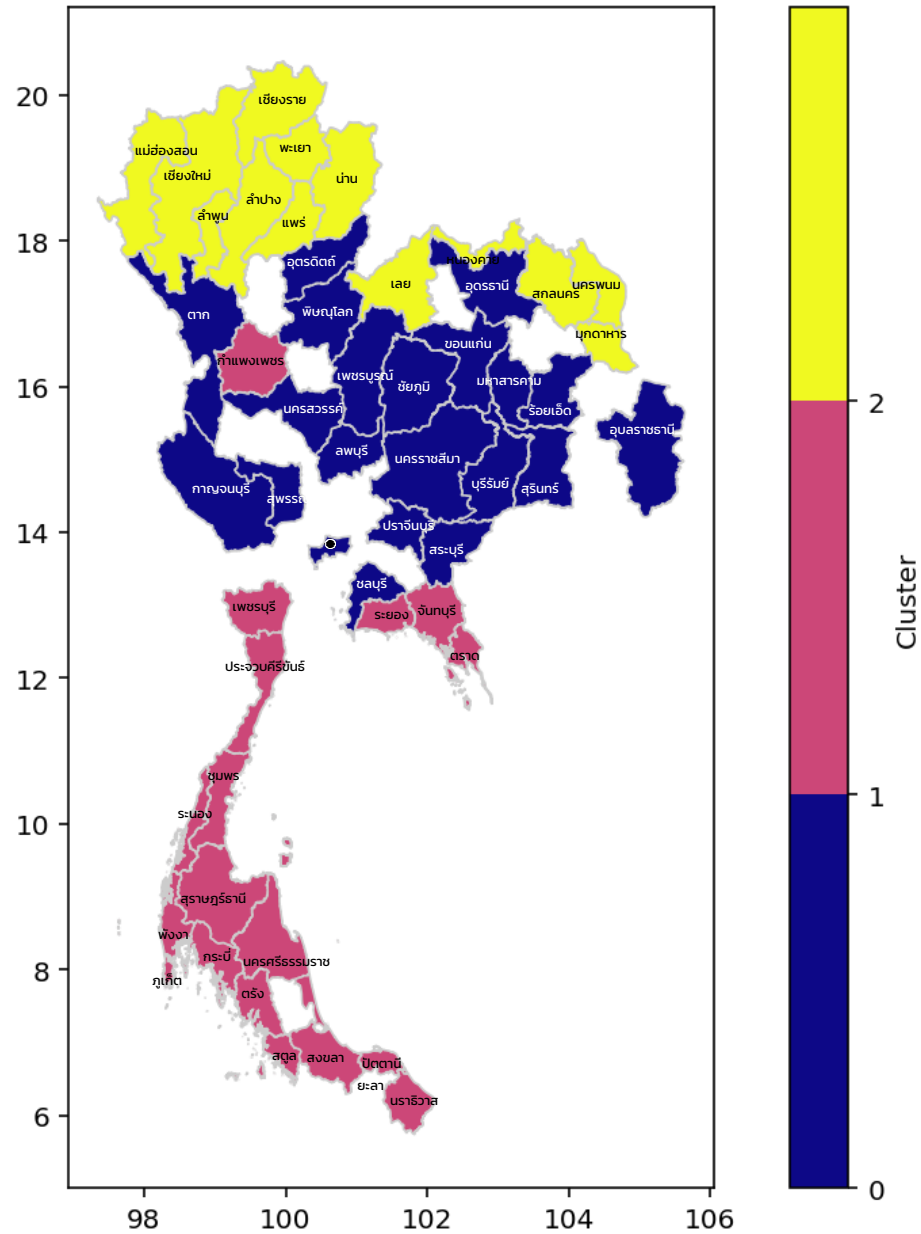 20
เชียงราย
พะเยา
แม่ฮ่องสอน
เชียงใหม่
น่าน
ลำปาง
ลำพูน
แพร่
18
อุตรดิตถ์
หนองคาย
เลย
อุดรธานี
สกลนคร
นครพนม
ตาก
พิษณุโลก
มุกดาหาร
ขอนแก่น
กำแพงเพชร
16
เพชรบูรณ์
ชัยภูมิ
มหาสารคาม
นครสวรรค์
ร้อยเอ็ด
2
ลพบุรี
นครราชสีมา
อุบลราชธานี
กาญจนบุรี
สุพรรณ
บุรีรัมย์
สุรินทร์
14
ปราจีนบุรี
สระบุรี
ชลบุรี
เพชรบุรี
ระยอง
จันทบุรี
Cluster
12
ประจวบคีรีขันธ์
ตราด
ชุมพร
1
10
ระนอง
สุราษฎร์ธานี
พังงา
กระบี่
นครศรีธรรมราช
8
ภูเก็ต
ตรัง
สตูล
สงขลา
ปัตตานี
ยะลา
นราธิวาส
6
0
98
100
102
104
106